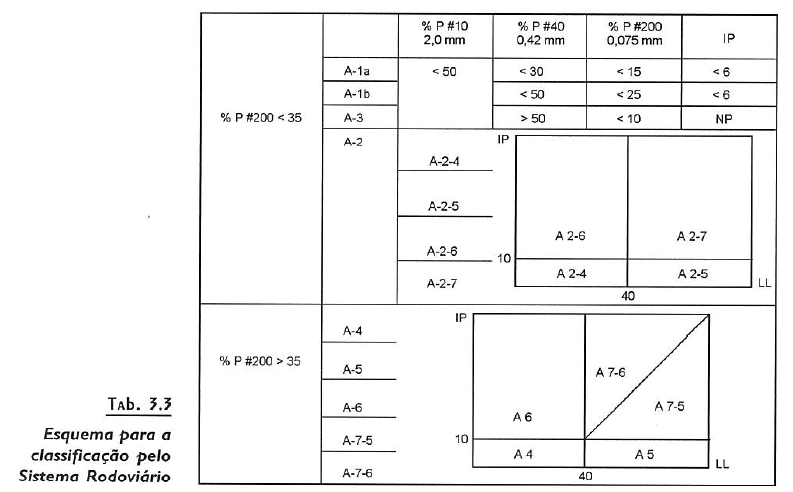 % P #10 % P #40 % P #200 IP
2,0 mm 0,42 mm 0,075 mm
% P #200 < 35
A-1a < 50 < 30 < 15 < 6
A-1b < 50 < 25 < 6
A-3 > 50 < 10 NP
A-2
A-2-4
A-2-5
A-2-6
A-2-7
IP
A 2-6 A 2-7
10
A 2-4 A 2-5
LL
40
% P #200 > 35
A-4
A-5
A-6
A-7-5
A-7-6
IP
A 7-6
A 7-5
A 6
10
A 4 A 5
LL
40
TAB. 3.3
Esquema para a
classificação pelo
Sistema Rodoviário